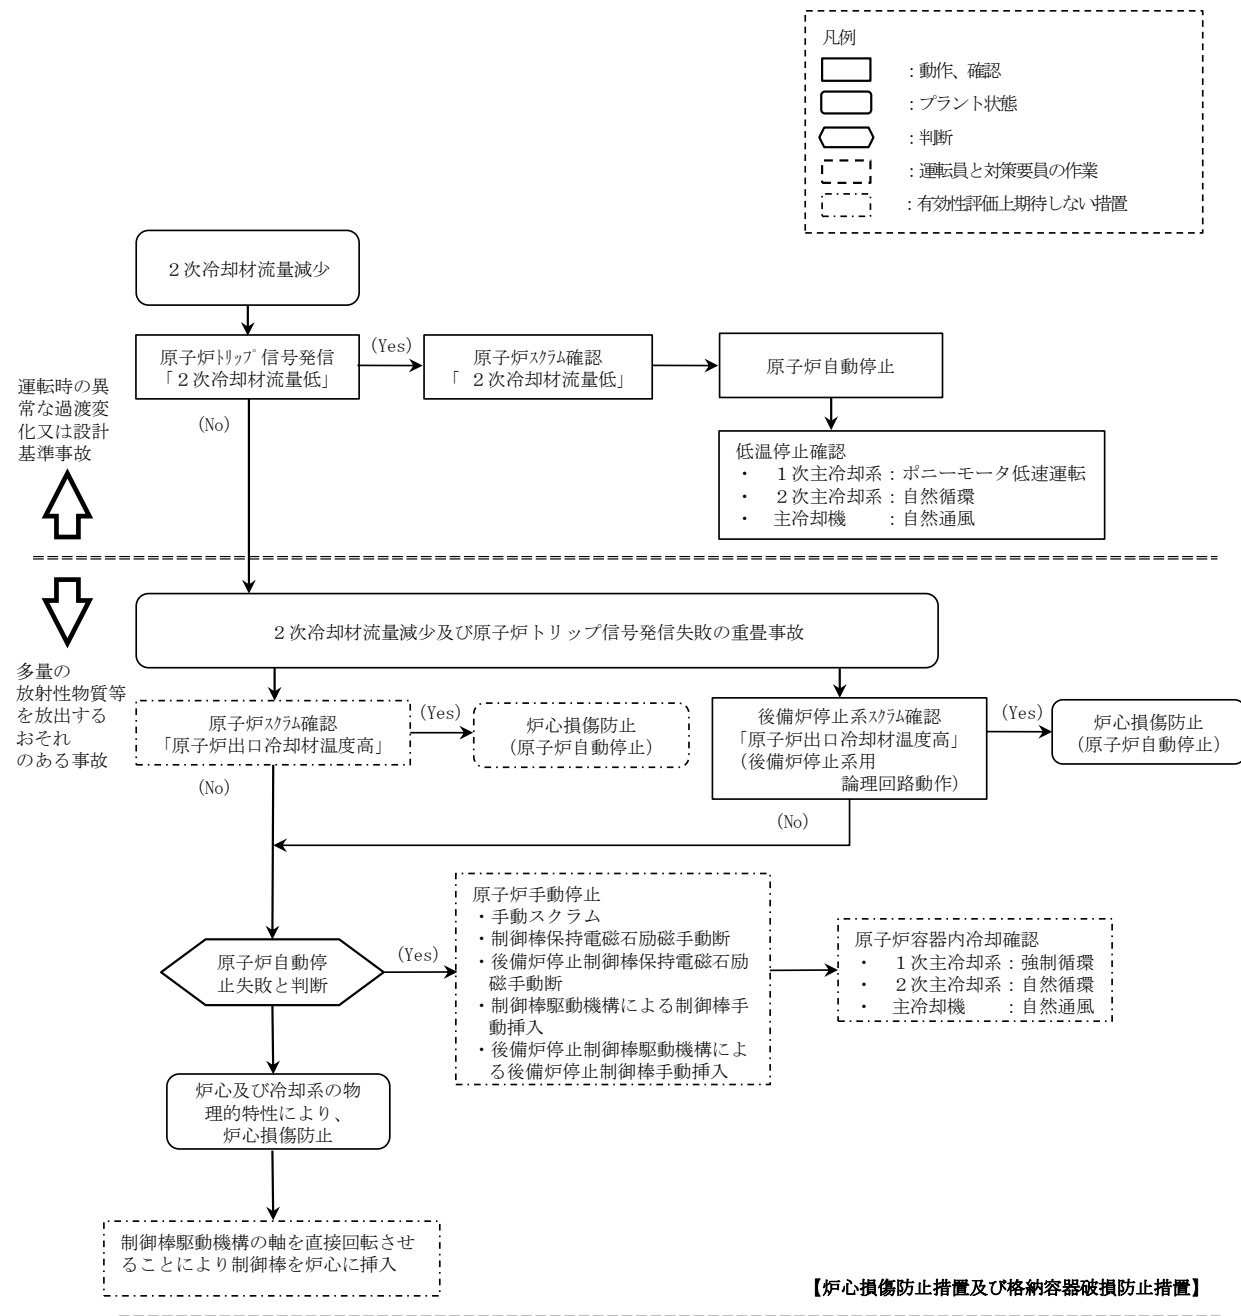 凡例
：動作、確認
：プラント状態
：判断
：運転員と対策要員の作業
：有効性評価上期待しない措置
２次冷却材流量減少
原子炉ﾄﾘｯﾌﾟ信号発信
「２次冷却材流量低」
(Yes)
原子炉ｽｸﾗﾑ確認
「 ２次冷却材流量低」
原子炉自動停止
(No)
低温停止確認
・ １次主冷却系：ポニーモータ低速運転
・ ２次主冷却系：自然循環
・ 主冷却機　　：自然通風
運転時の異
常な過渡変
化又は設計
基準事故
多量の
放射性物質等
を放出する
おそれ
のある事故
２次冷却材流量減少及び原子炉トリップ信号発信失敗の重畳事故
原子炉ｽｸﾗﾑ確認
「原子炉出口冷却材温度高」
(Yes)
炉心損傷防止
（原子炉自動停止）
後備炉停止系ｽｸﾗﾑ確認
「原子炉出口冷却材温度高」
（後備炉停止系用
論理回路動作）
(Yes)
炉心損傷防止
（原子炉自動停止）
(No)
(No)
原子炉自動停
止失敗と判断
(Yes)
原子炉手動停止
・手動スクラム
・制御棒保持電磁石励磁手動断
・後備炉停止制御棒保持電磁石励
磁手動断
・制御棒駆動機構による制御棒手
動挿入
・後備炉停止制御棒駆動機構によ
る後備炉停止制御棒手動挿入
原子炉容器内冷却確認
・ １次主冷却系：強制循環
・ ２次主冷却系：自然循環
・ 主冷却機　　：自然通風
炉心及び冷却系の物
理的特性により、
炉心損傷防止
制御棒駆動機構の軸を直接回転させ
ることにより制御棒を炉心に挿入
【炉心損傷防止措置及び格納容器破損防止措置】